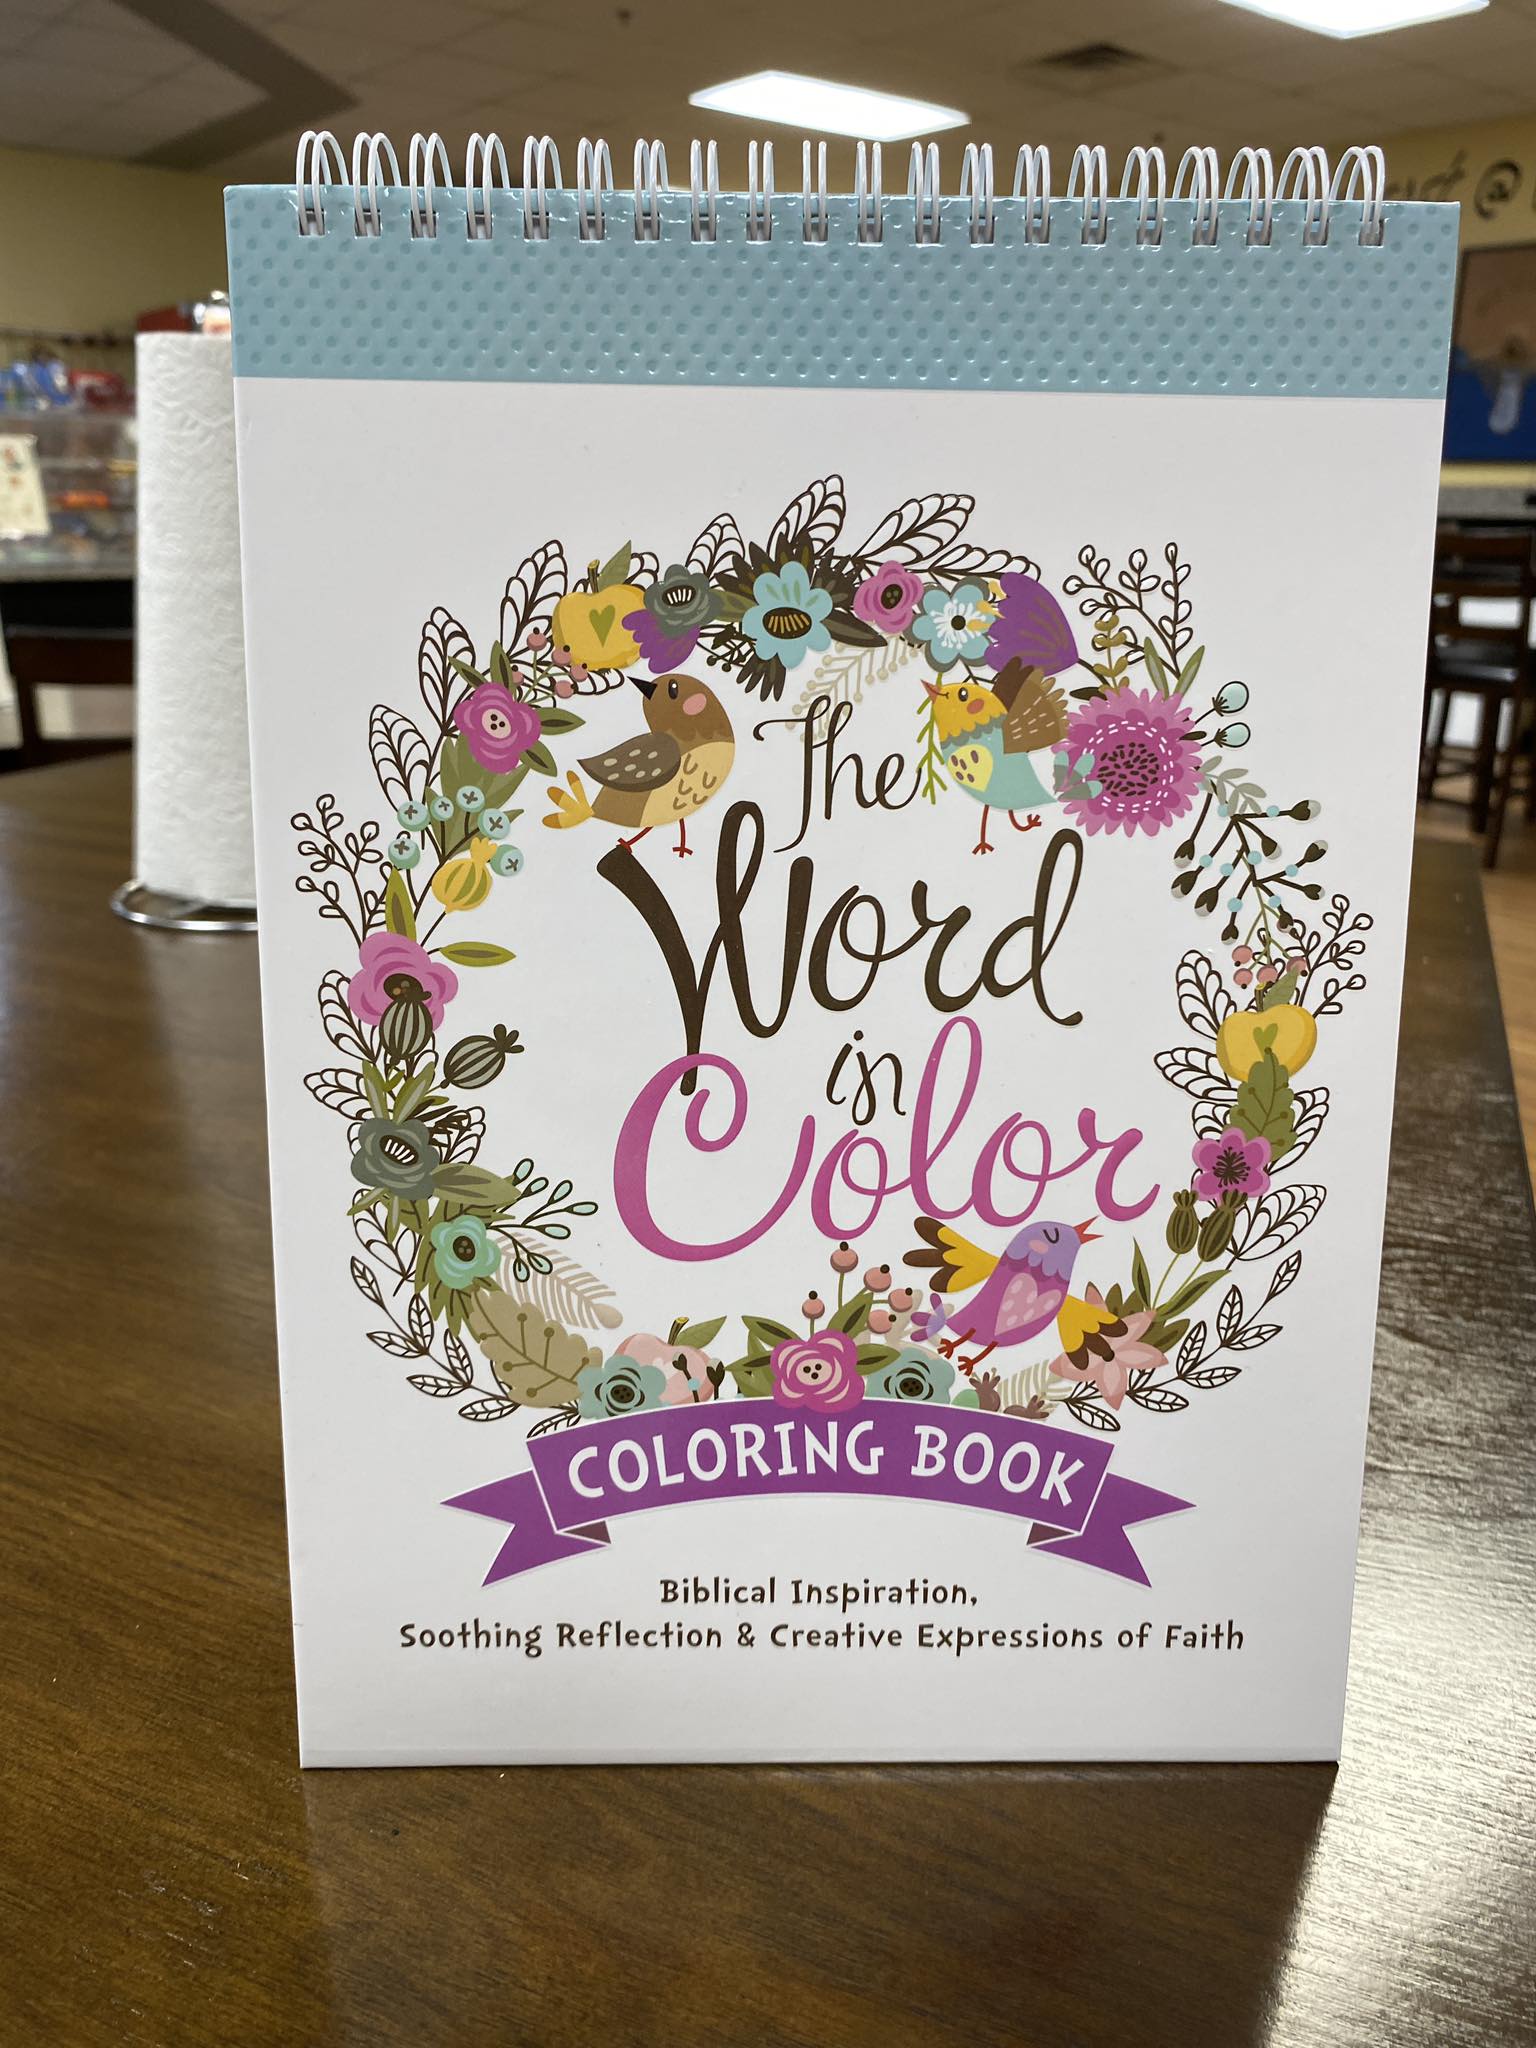 The
Word
in
Color
COLORING BOOK
Biblical Inspiration,
Soothing Reflection & Creative Expressions of Faith